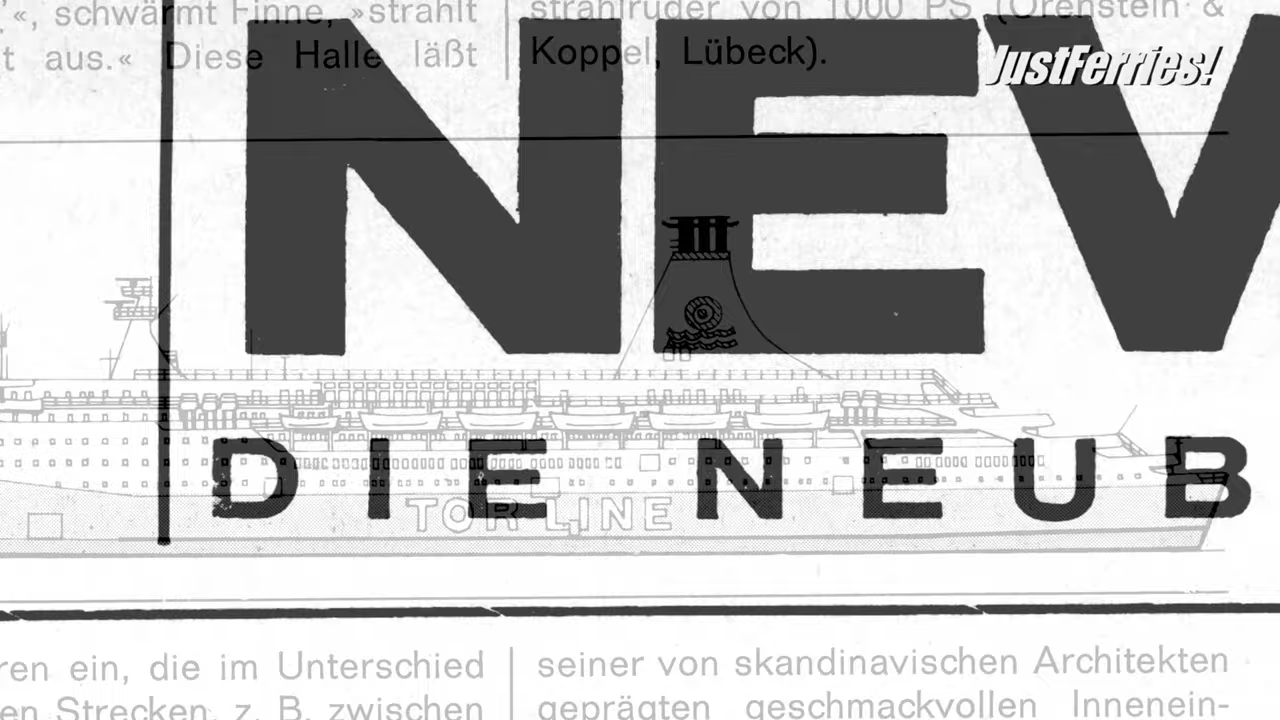 «, schwärmt Finne, »strahlt
t aus.« Diese Halle läßt
strahlruder von 1000 PS (Orenstein &
Koppel, Lübeck).
JustFerries!
NEW
DIE NEUB
TOR LINE
ren ein, die im Unterschied
en Strecken, z. B. zwischen
seiner von skandinavischen Architekten
geprägten geschmackvollen Innenein-